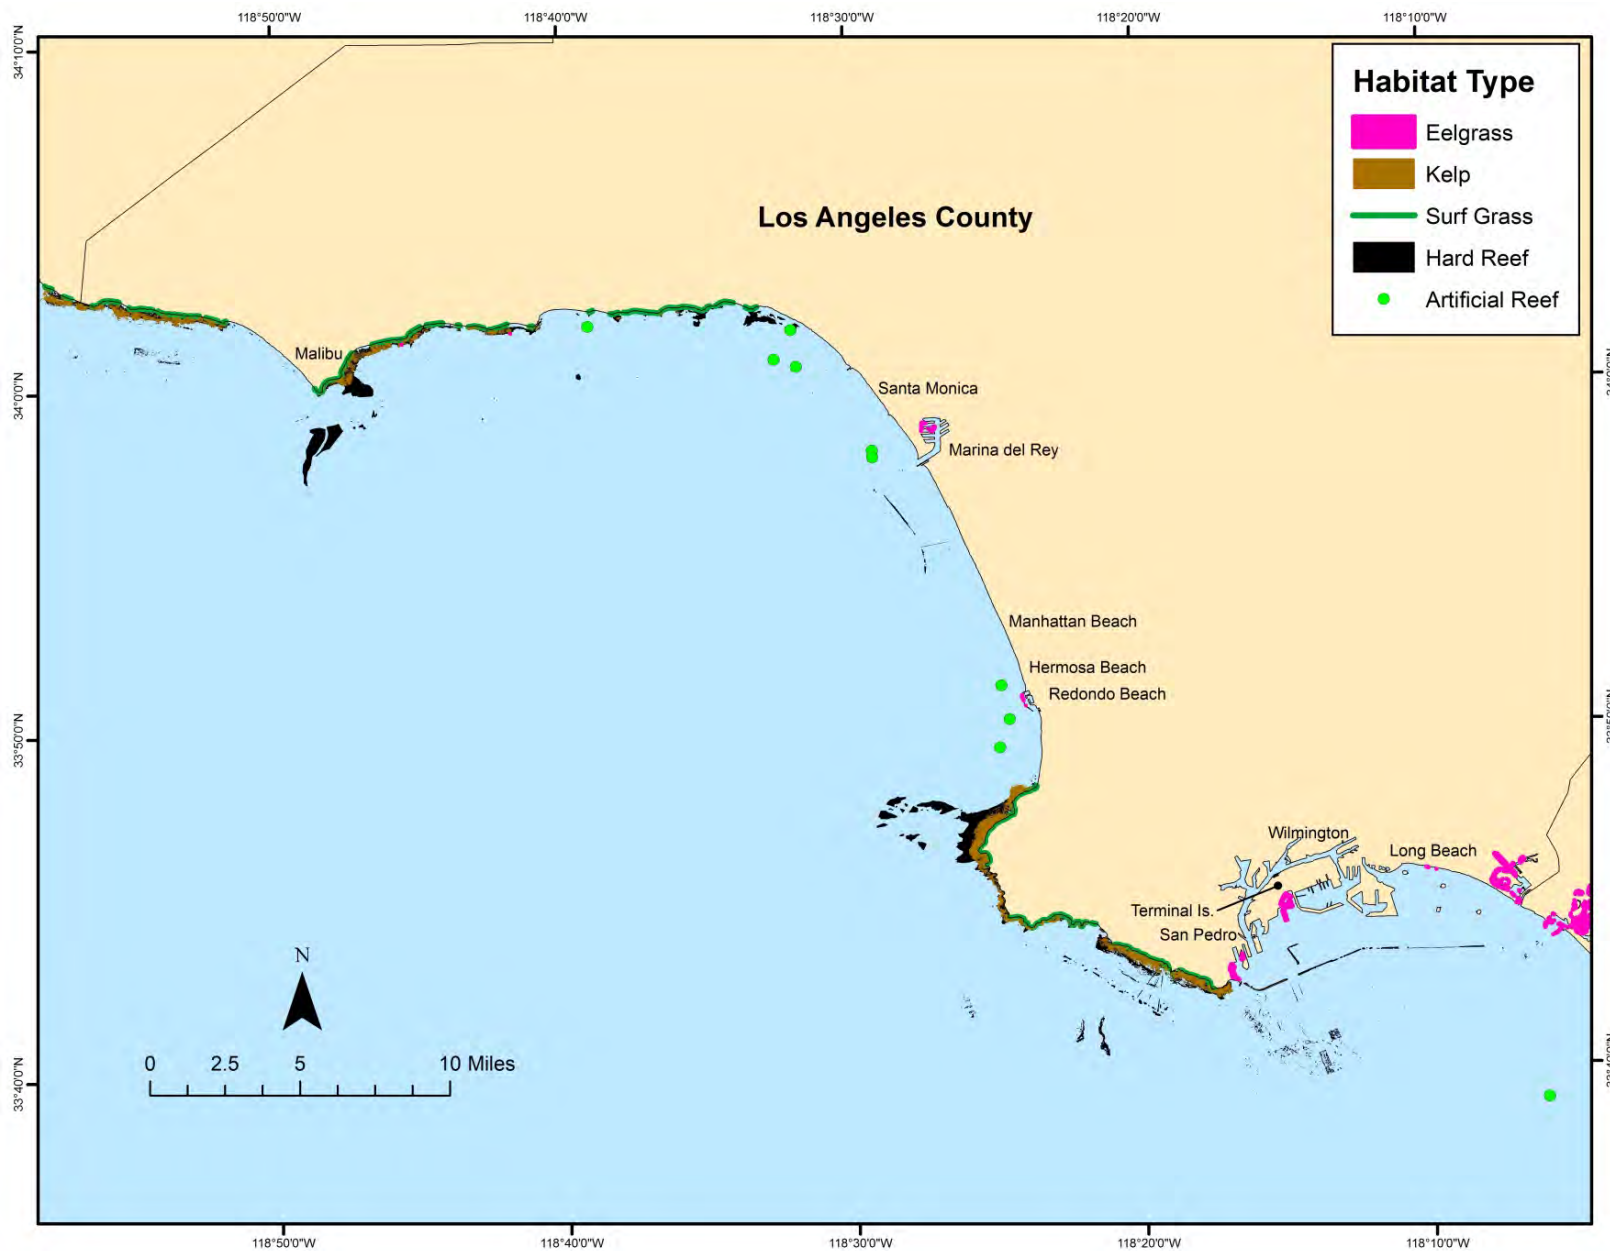 118°50'0"W 118°40'0"W 118°30'0"W 118°20'0"W 118°10'0"W
34°10'0"N
Habitat Type
Eelgrass
Kelp
Surf Grass
Hard Reef
Artificial Reef
Los Angeles County
Malibu
34°0'0"N
Santa Monica
Marina del Rey
Manhattan Beach
Hermosa Beach
Redondo Beach
33°50'0"N
Wilmington
Long Beach
Terminal Is.
San Pedro
N
0 2.5 5 10 Miles
33°40'0"N
118°50'0"W 118°40'0"W 118°30'0"W 118°20'0"W 118°10'0"W